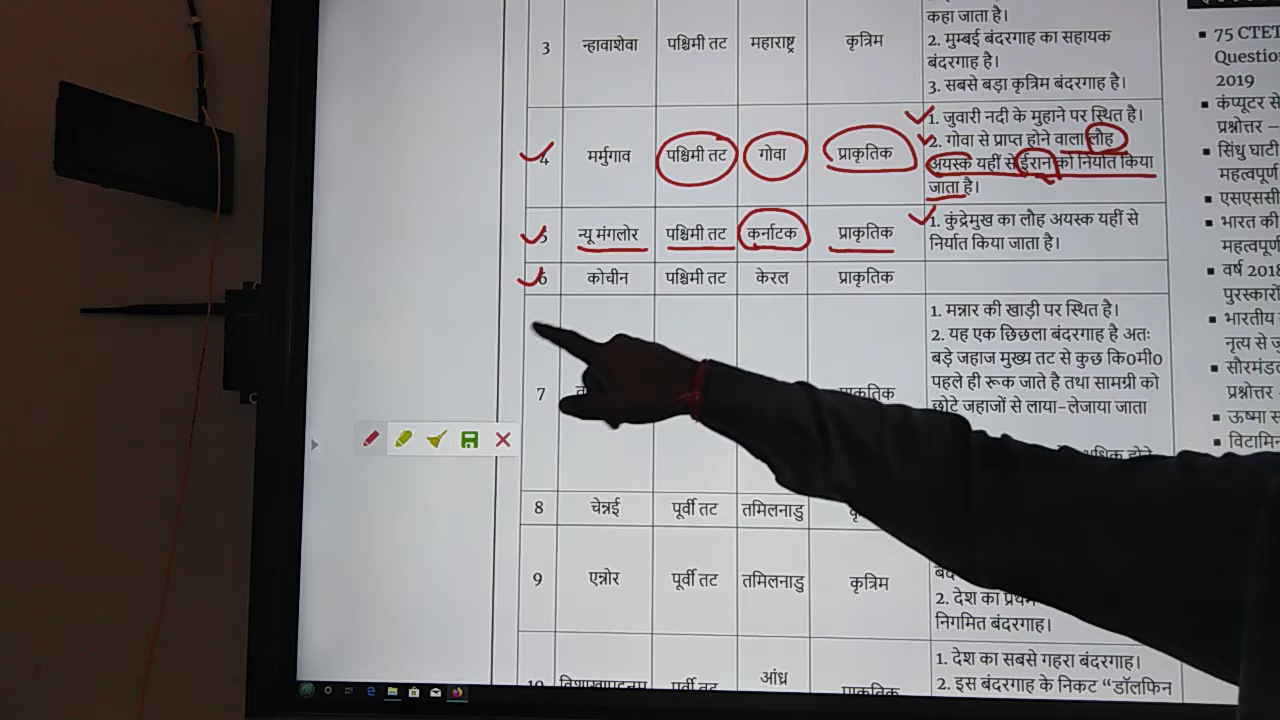 कहा जाता है।
3 न्हावाशेवा पश्चिमी तट महाराष्ट्र कृत्रिम
2. मुम्बई बंदरगाह का सहायक
बंदरगाह है।
3. सबसे बड़ा कृत्रिम बंदरगाह है।
4 मर्मुगाव पश्चिमी तट गोवा प्राकृतिक
1. जुवारी नदी के मुहाने पर स्थित है।
2. गोवा से प्राप्त होने वाला लौह
अयस्क यहीं से ईरान को निर्यात किया
जाता है।
5 न्यू मंगलोर पश्चिमी तट कर्नाटक प्राकृतिक
1. कुंद्रेमुख का लौह अयस्क यहीं से
निर्यात किया जाता है।
6 कोचीन पश्चिमी तट केरल प्राकृतिक
7
1. मन्नार की खाड़ी पर स्थित है।
2. यह एक छिछला बंदरगाह है अतः
बड़े जहाज मुख्य तट से कुछ कि0मी0
पहले ही रूक जाते है तथा सामग्री को
छोटे जहाजों से लाया-लेजाया जाता
8 चेन्नई पूर्वी तट तमिलनाडु
9 एन्नोर पूर्वी तट तमिलनाडु कृत्रिम
2. देश का प्रथम
निगमित बंदरगाह।
10 विशाखापट्नम पूर्वी तट आंध्र प्राकृतिक
1. देश का सबसे गहरा बंदरगाह।
2. इस बंदरगाह के निकट “डॉलफिन
75 CTET
2019
कंप्यूटर से
प्रश्नोत्तर –
सिंधु घाटी
महत्वपूर्ण
एसएससी
भारत की
महत्वपूर्ण
वर्ष 2018
भारतीय
नृत्य से
प्रश्नोत्तर
ऊष्मा